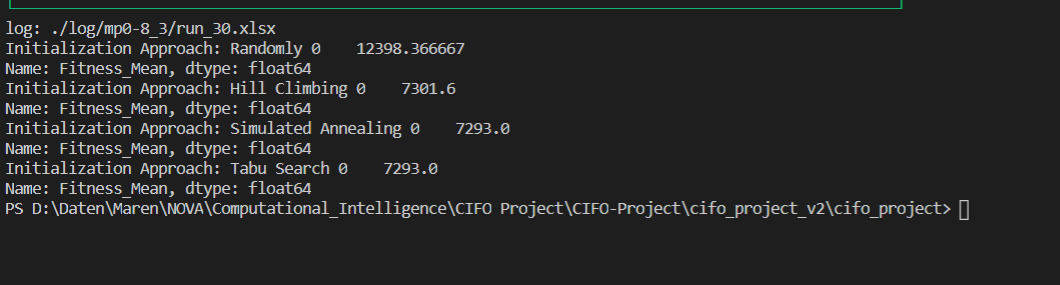 log: ./log/mp0-8_3/run_30.xlsx
Initialization Approach: Randomly 0    12398.366667
Name: Fitness_Mean, dtype: float64
Initialization Approach: Hill Climbing 0    7301.6
Name: Fitness_Mean, dtype: float64
Initialization Approach: Simulated Annealing 0    7293.0
Name: Fitness_Mean, dtype: float64
Initialization Approach: Tabu Search 0    7293.0
Name: Fitness_Mean, dtype: float64
PS D:\Daten\Maren\NOVA\Computational_Intelligence\CIFO Project\CIFO-Project\cifo_project_v2\cifo_project>